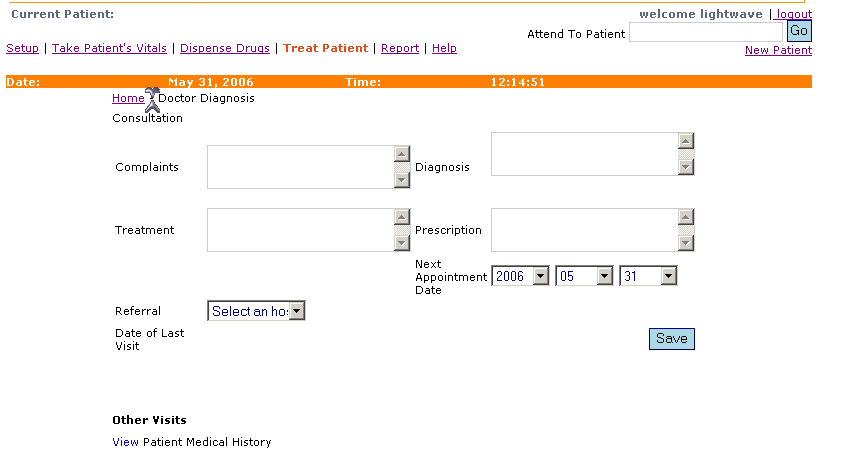 Current Patient:
welcome lightwave | logout
Attend To Patient Go
Setup | Take Patient's Vitals | Dispense Drugs | Treat Patient | Report | Help
New Patient
Date: May 31, 2006 Time: 12:14:51
Home Doctor Diagnosis
Consultation
Complaints
Diagnosis
Treatment
Prescription
Next
Appointment
Date
2006 05 31
Referral
Select an hos
Date of Last
Visit
Save
Other Visits
View Patient Medical History